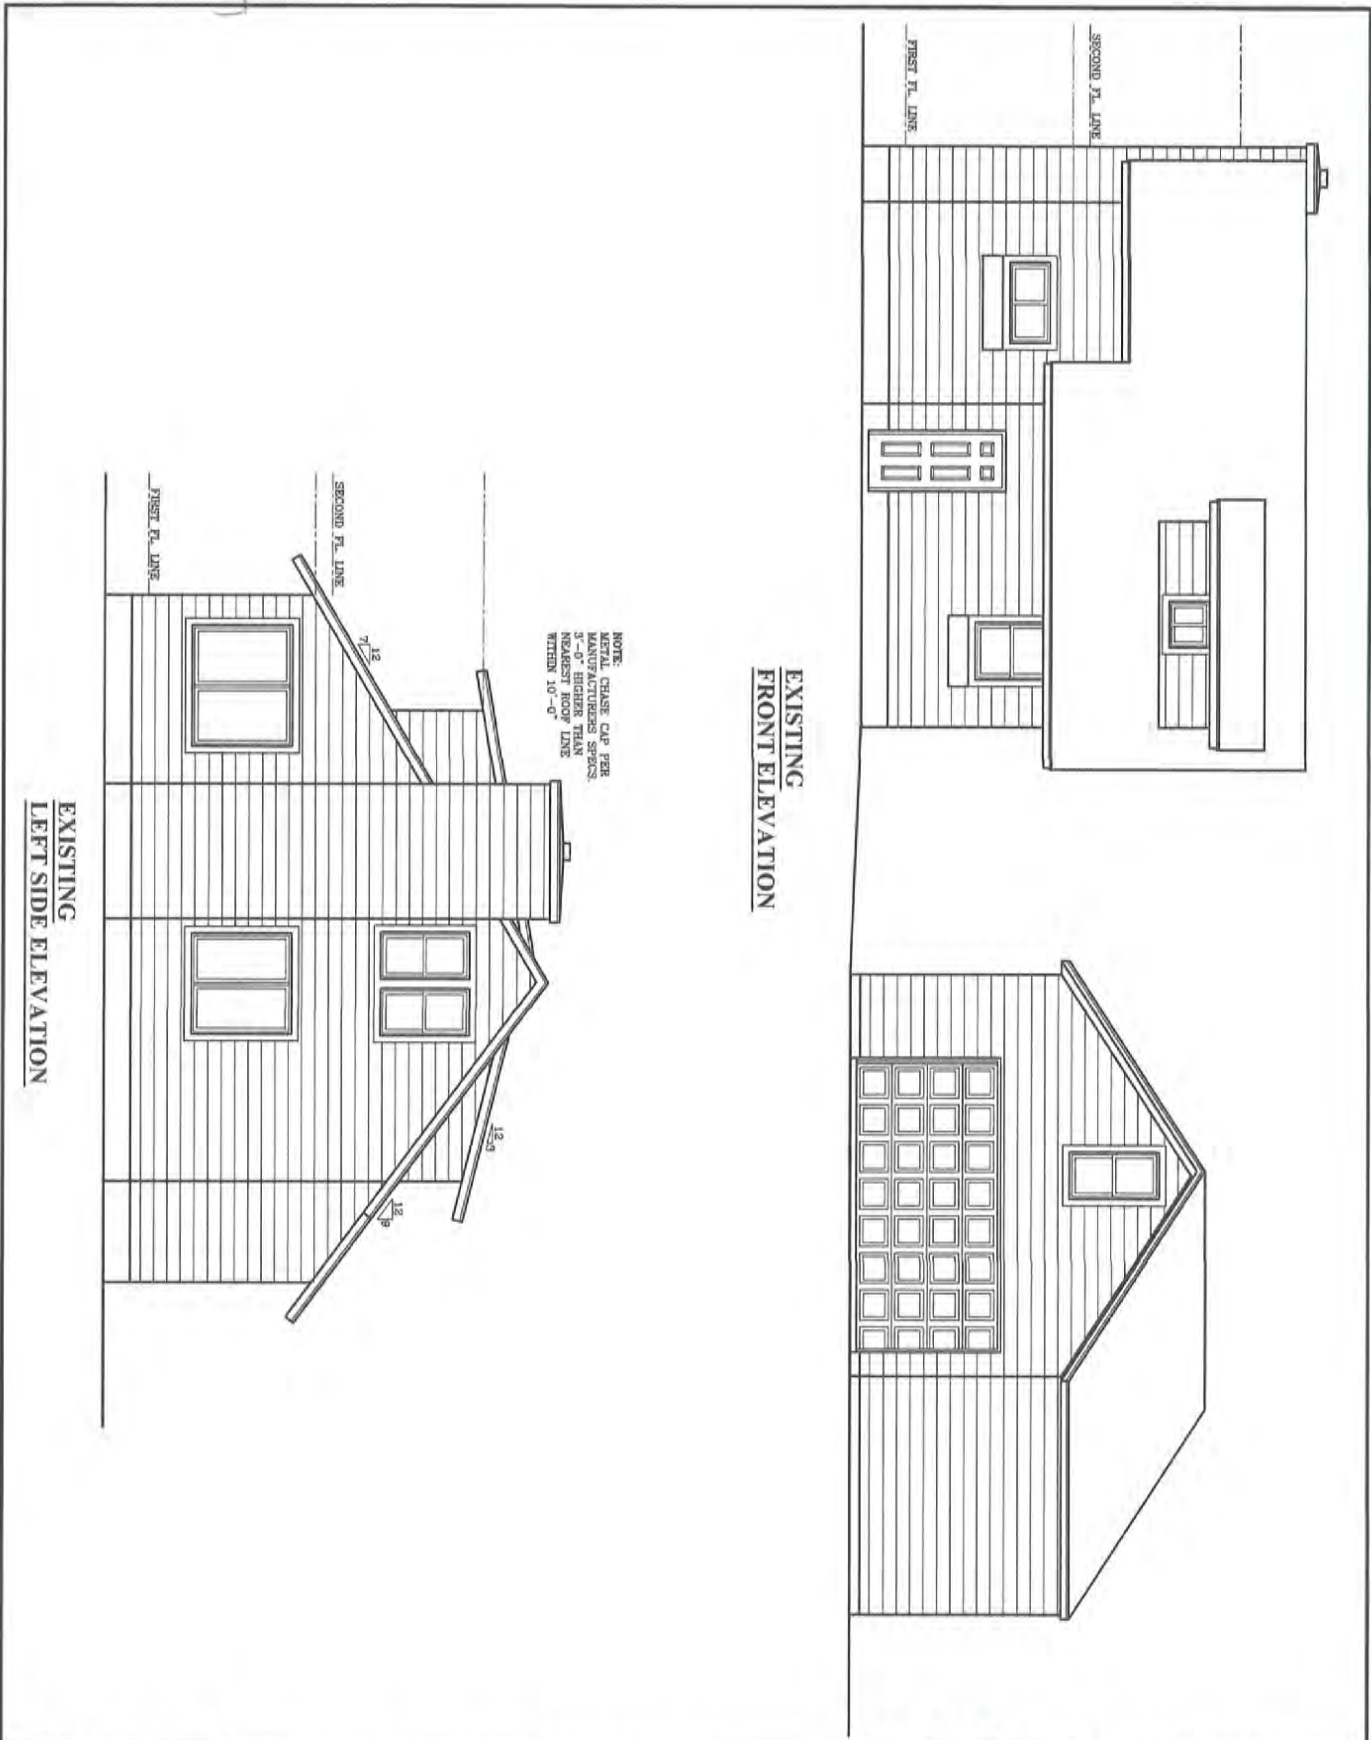 SECOND FL. LINE
FIRST FL. LINE
EXISTING
FRONT ELEVATION
NOTE:
METAL CHASE CAP PER
MANUFACTURERS SPECS.
3'-0" HIGHER THAN
NEAREST ROOF LINE
WITHIN 10'-0"
12
3
12
7
12
9
SECOND FL. LINE
FIRST FL. LINE
EXISTING
LEFT SIDE ELEVATION